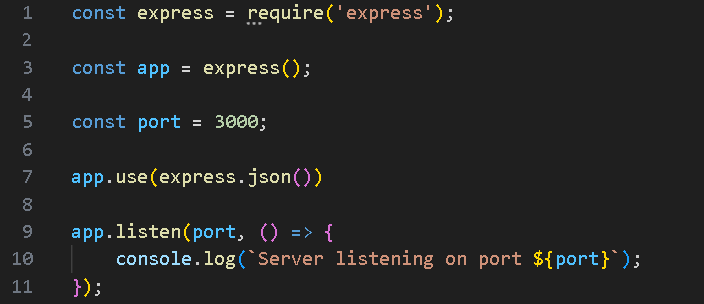 1 const express = require('express');
2
3 const app = express();
4
5 const port = 3000;
6
7 app.use(express.json())
8
9 app.listen(port, () => {
10     console.log(`Server listening on port ${port}`);
11 });